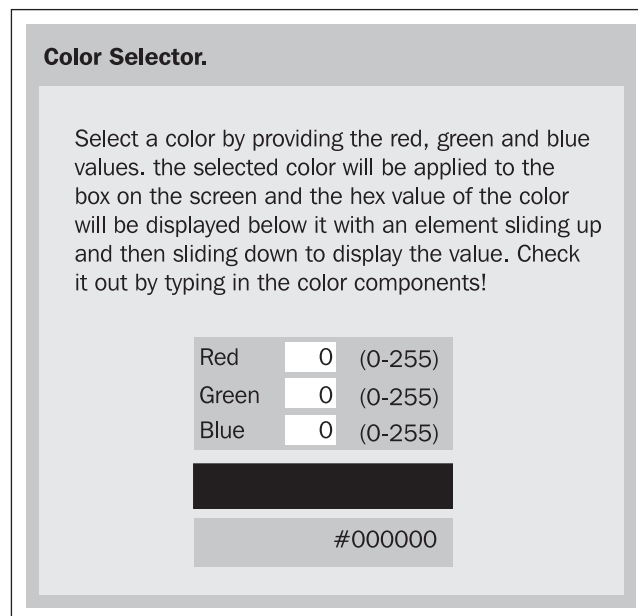 Color Selector.
Select a color by providing the red, green and blue
values. the selected color will be applied to the
box on the screen and the hex value of the color
will be displayed below it with an element sliding up
and then sliding down to display the value. Check
it out by typing in the color components!
Red 0 (0-255)
Green 0 (0-255)
Blue 0 (0-255)
#000000